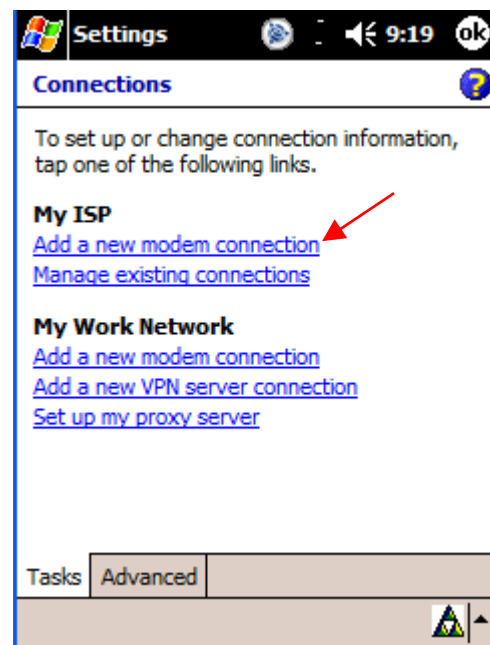 Settings 9:19 ok
Connections ?
To set up or change connection information,
tap one of the following links.
My ISP
Add a new modem connection
Manage existing connections
My Work Network
Add a new modem connection
Add a new VPN server connection
Set up my proxy server
Tasks Advanced